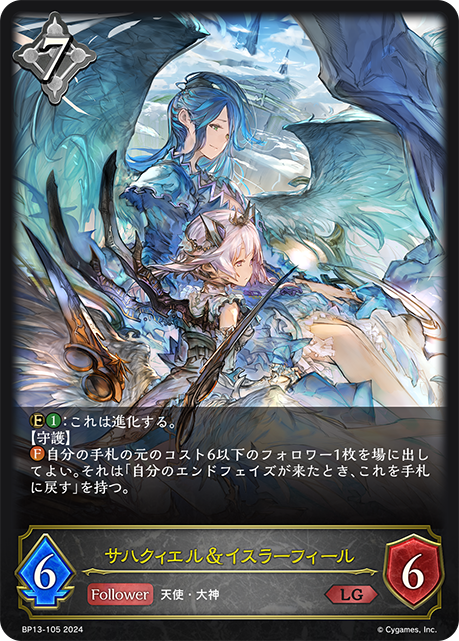 7
E 1：これは進化する。
【守護】
F 自分の手札の元のコスト6以下のフォロワー1枚を場に出し
てよい。それは「自分のエンドフェイズが来たとき、これを手札
に戻す」を持つ。
サハクィエル＆イスラーフィール
6 Follower 天使・大神 LG 6
BP13-105 2024 © Cygames, Inc.